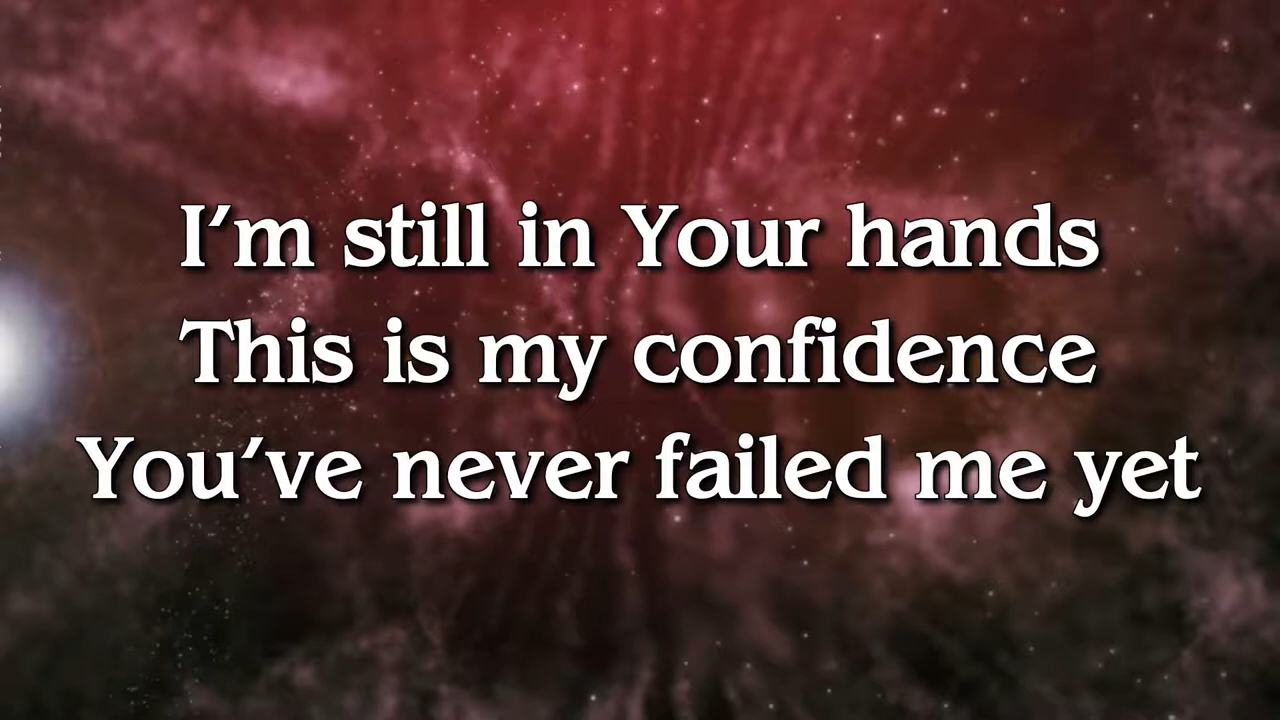 I’m still in Your hands
This is my confidence
You’ve never failed me yet